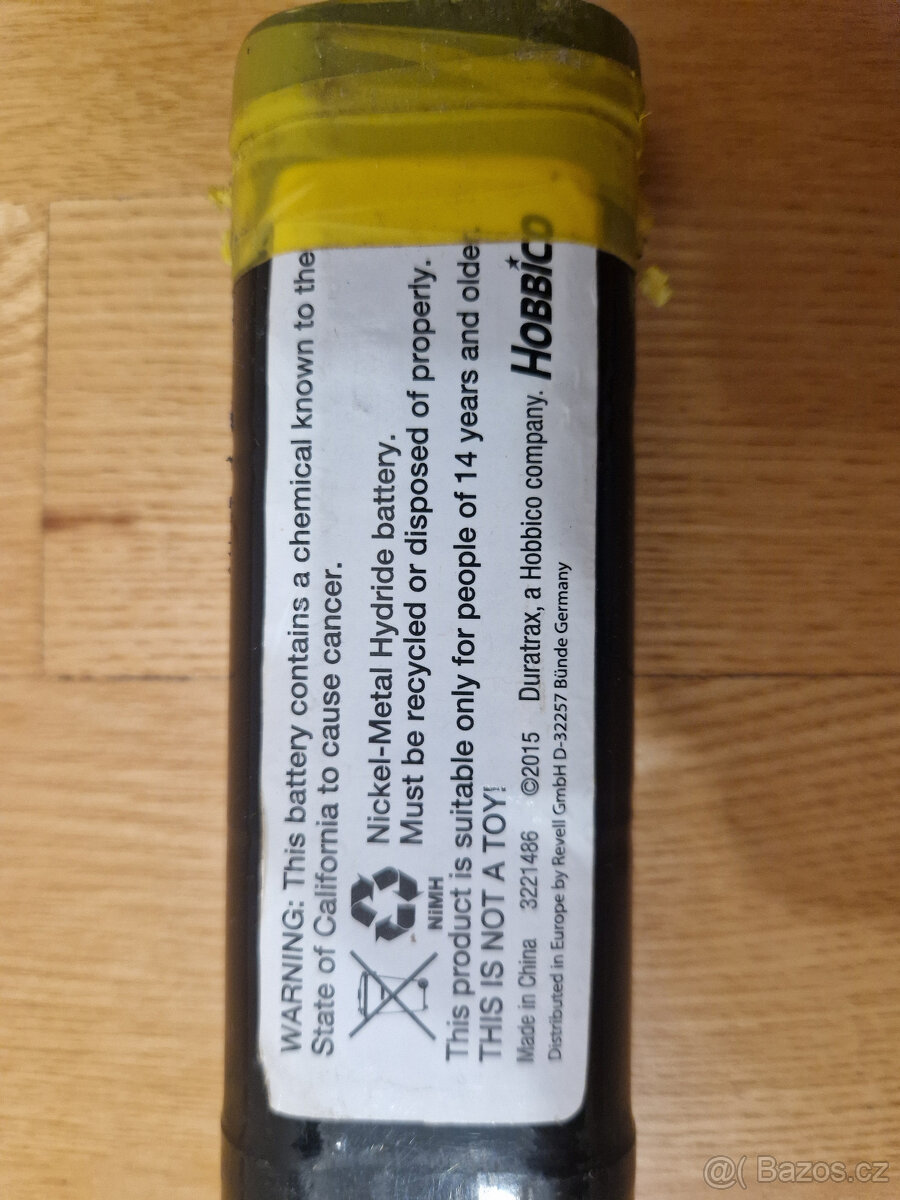 WARNING: This battery contains a chemical known to the
State of California to cause cancer.
Nickel-Metal Hydride battery.
Must be recycled or disposed of properly.
NiMH
This product is suitable only for people of 14 years and older.
THIS IS NOT A TOY!
Made in China 3221486 ©2015 Duratrax, a Hobbico company. HOBBICO
Distributed in Europe by Revell GmbH D-32257 Bünde Germany
@( Bazos.cz